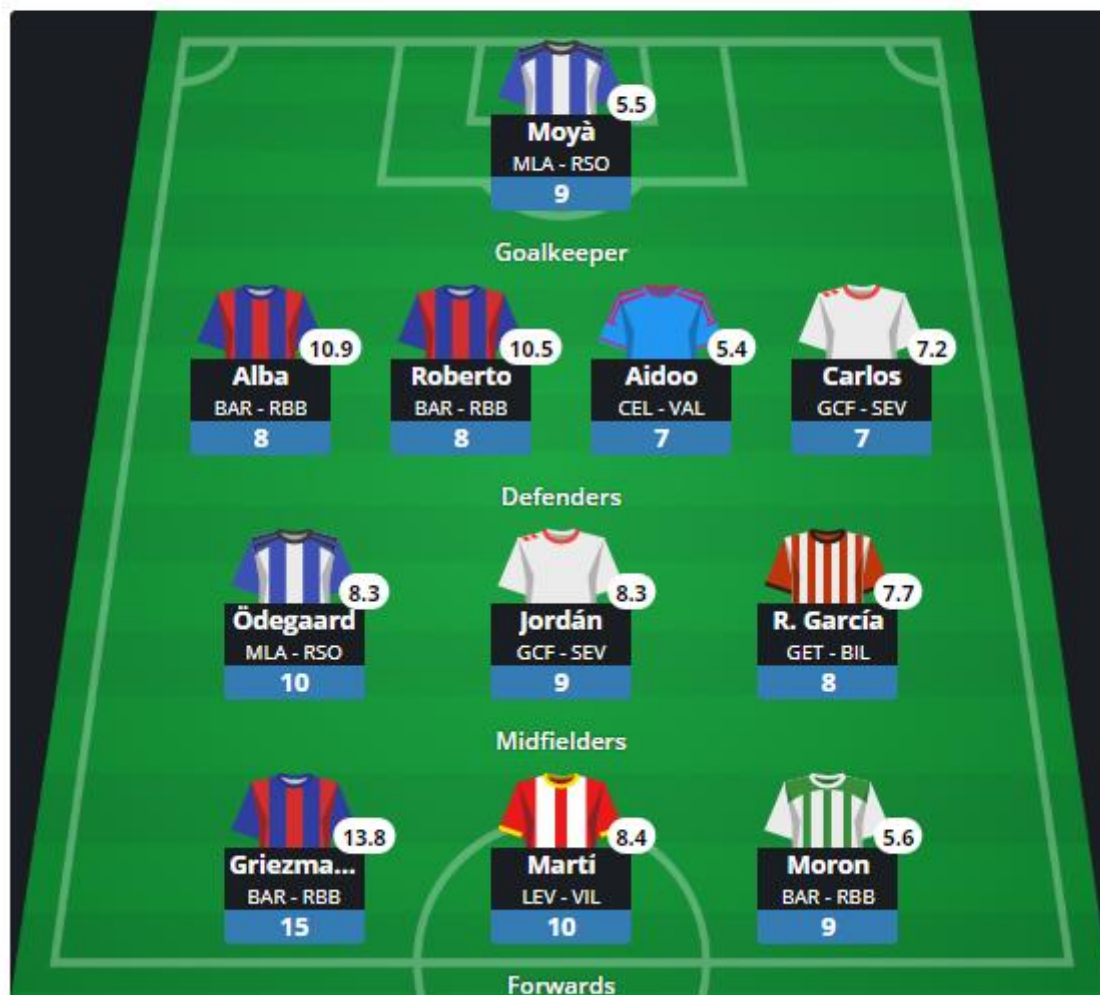 5.5
Moyà
MLA - RSO
9
Goalkeeper
10.9 10.5 5.4 7.2
Alba Roberto Aidoo Carlos
BAR - RBB BAR - RBB CEL - VAL GCF - SEV
8 8 7 7
Defenders
8.3 8.3 7.7
Ödegaard Jordán R. García
MLA - RSO GCF - SEV GET - BIL
10 9 8
Midfielders
13.8 8.4 5.6
Griezma... Martí Moron
BAR - RBB LEV - VIL BAR - RBB
15 10 9
Forwards